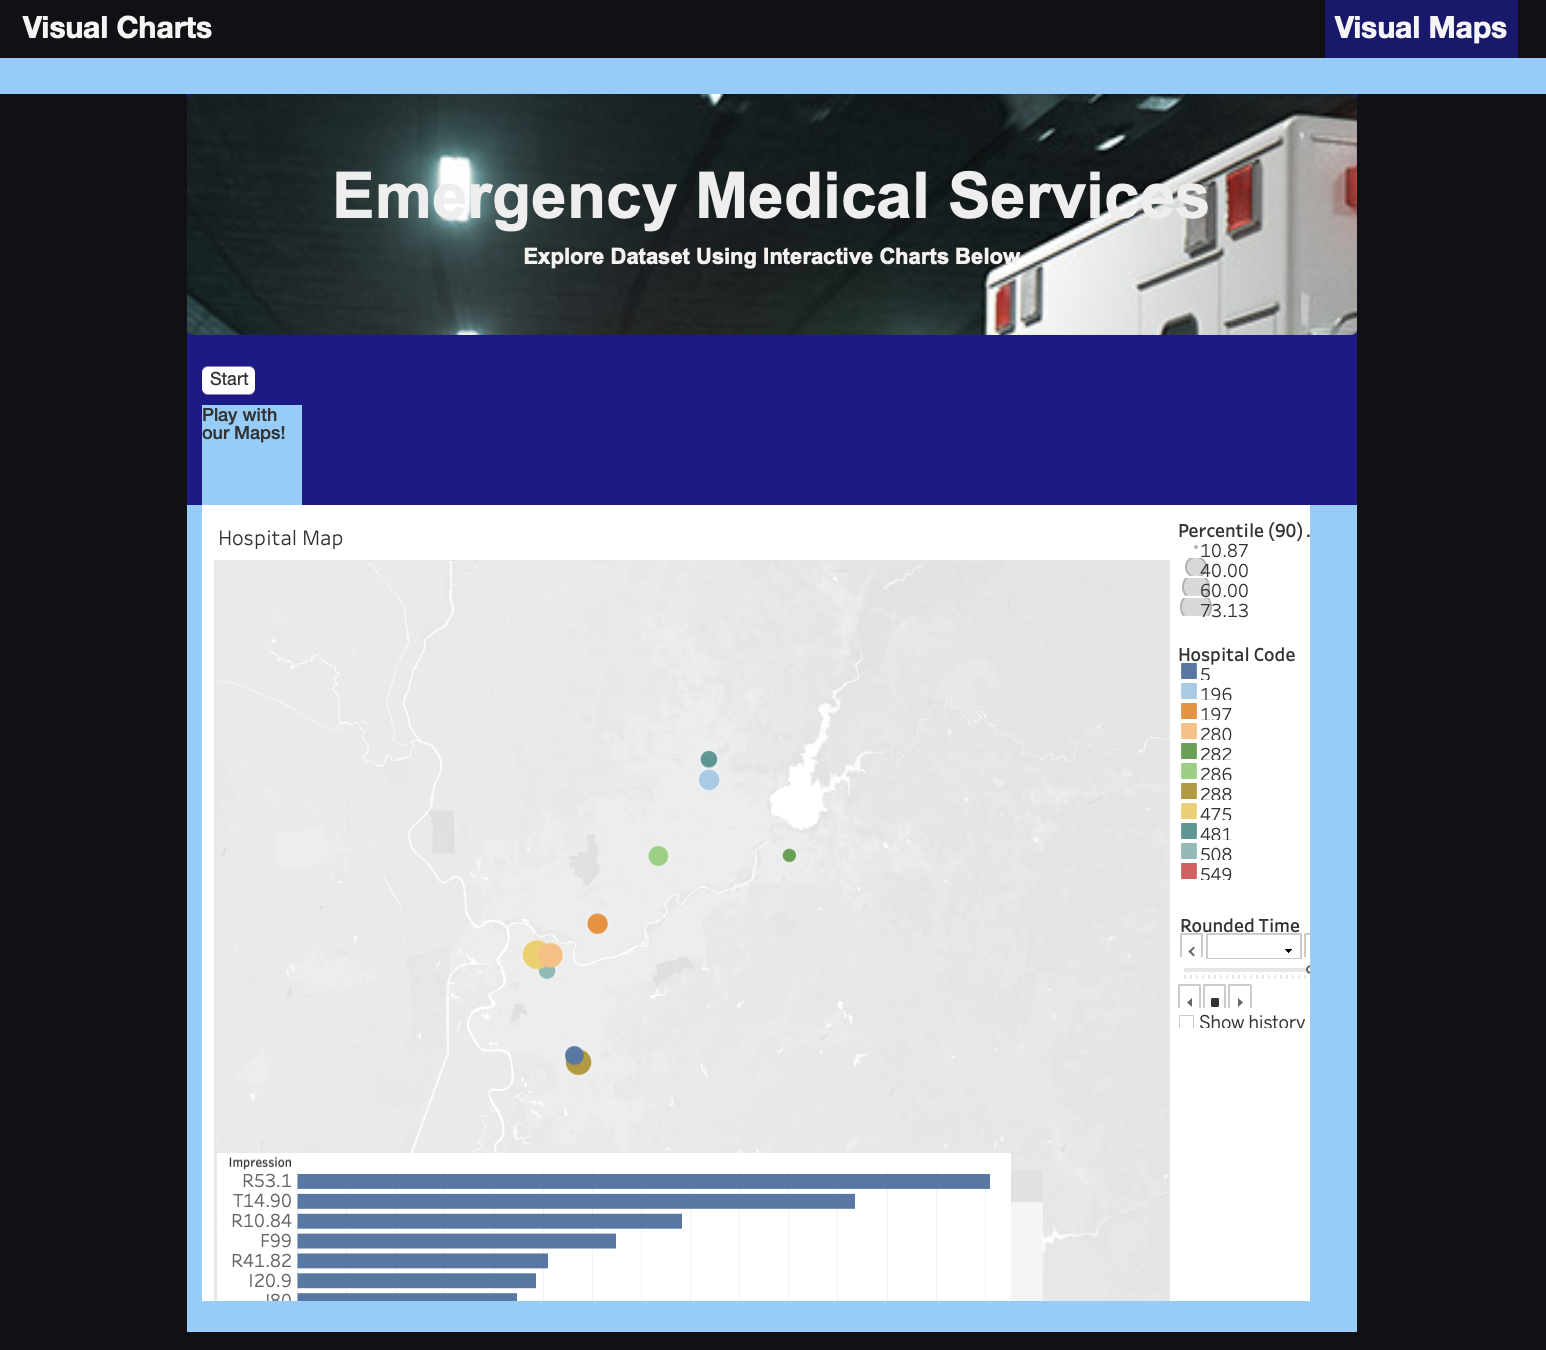 Visual Charts
Visual Maps
Emergency Medical Services
Explore Dataset Using Interactive Charts Below
Start
Play with
our Maps!
Hospital Map
Percentile (90) .
10.87
40.00
60.00
73.13
Hospital Code
5
196
197
280
282
286
288
475
481
508
549
Rounded Time
Show history
Impression
R53.1
T14.90
R10.84
F99
R41.82
I20.9